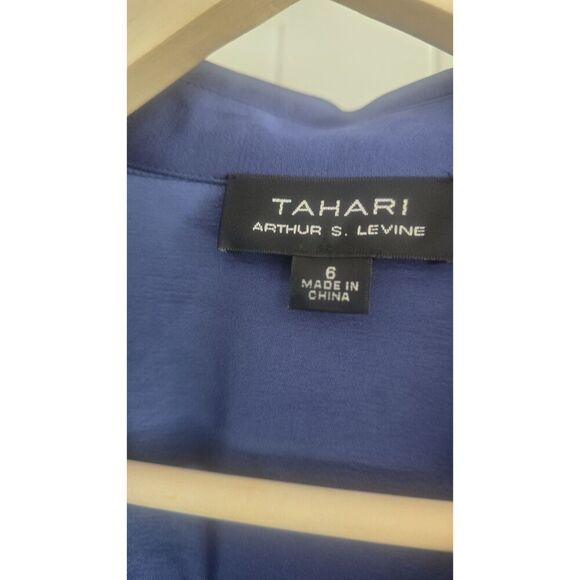 TAHARI
ARTHUR S. LEVINE
6
MADE IN
CHINA